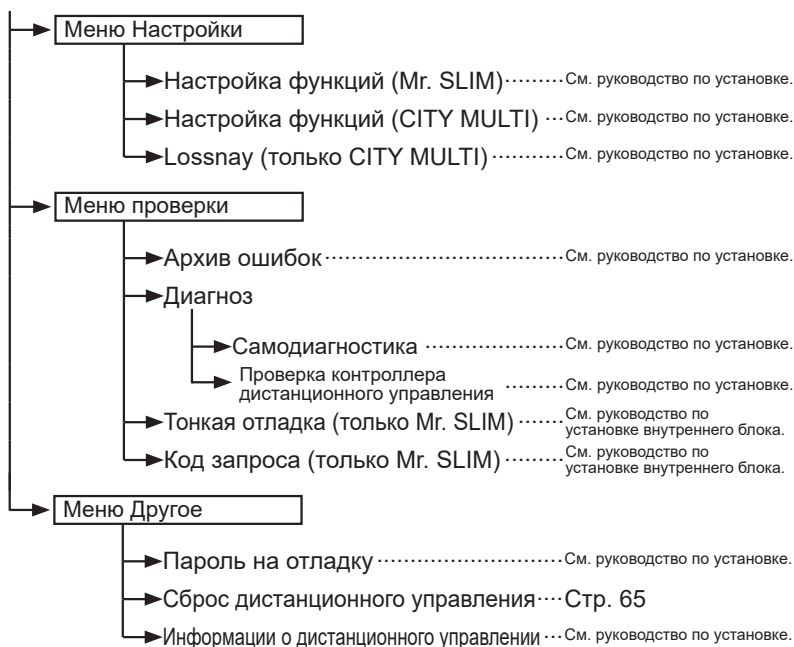 Меню Настройки
Настройка функций (Mr. SLIM)·········См. руководство по установке.
Настройка функций (CITY MULTI)···См. руководство по установке.
Lossnay (только CITY MULTI)···········См. руководство по установке.
Меню проверки
Архив ошибок·····································См. руководство по установке.
Диагноз
Самодиагностика·····················См. руководство по установке.
Проверка контроллера
дистанционного управления·········См. руководство по установке.
Тонкая отладка (только Mr. SLIM)·······См. руководство по
установке внутреннего блока.
Код запроса (только Mr. SLIM)·········См. руководство по
установке внутреннего блока.
Меню Другое
Пароль на отладку····························См. руководство по установке.
Сброс дистанционного управления····Стр. 65
Информации о дистанционного управлении···См. руководство по установке.